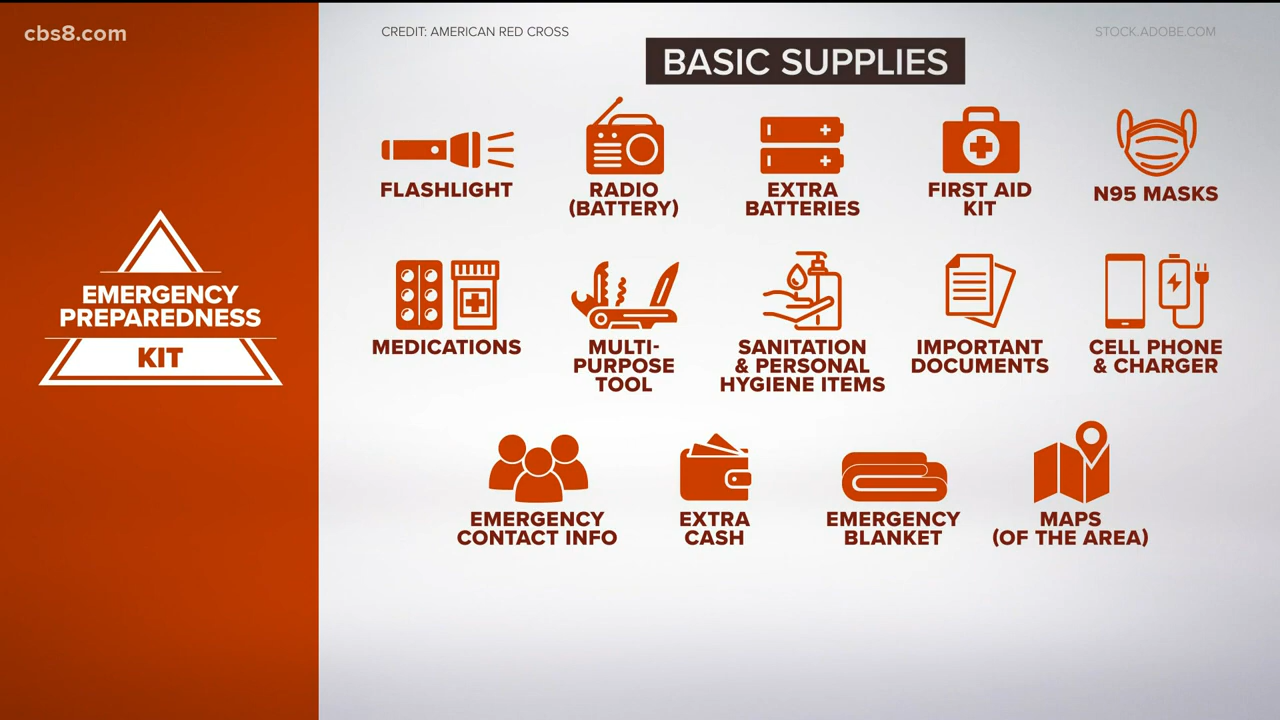 cbs8.com
CREDIT: AMERICAN RED CROSS
STOCK.ADOBE.COM
BASIC SUPPLIES
EMERGENCY
PREPAREDNESS
KIT
FLASHLIGHT
RADIO
(BATTERY)
EXTRA
BATTERIES
FIRST AID
KIT
N95 MASKS
MEDICATIONS
MULTI-
PURPOSE
TOOL
SANITATION
& PERSONAL
HYGIENE ITEMS
IMPORTANT
DOCUMENTS
CELL PHONE
& CHARGER
EMERGENCY
CONTACT INFO
EXTRA
CASH
EMERGENCY
BLANKET
MAPS
(OF THE AREA)